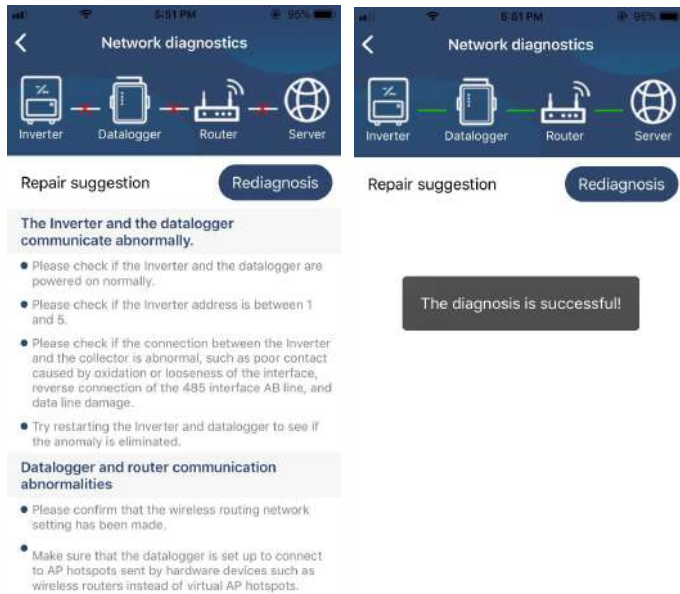 5:51 PM 95%
Network diagnostics
Inverter Datalogger Router Server
Repair suggestion Rediagnosis
The Inverter and the datalogger
communicate abnormally.
Please check if the Inverter and the datalogger are
powered on normally.
Please check if the Inverter address is between 1
and 5.
Please check if the connection between the Inverter
and the collector is abnormal, such as poor contact
caused by oxidation or looseness of the interface,
reverse connection of the 485 interface AB line, and
data line damage.
Try restarting the Inverter and datalogger to see if
the anomaly is eliminated.
Datalogger and router communication
abnormalities
Please confirm that the wireless routing network
setting has been made.
Make sure that the datalogger is set up to connect
to AP hotspots sent by hardware devices such as
wireless routers instead of virtual AP hotspots.
5:51 PM 95%
Network diagnostics
Inverter Datalogger Router Server
Repair suggestion Rediagnosis
The diagnosis is successful!